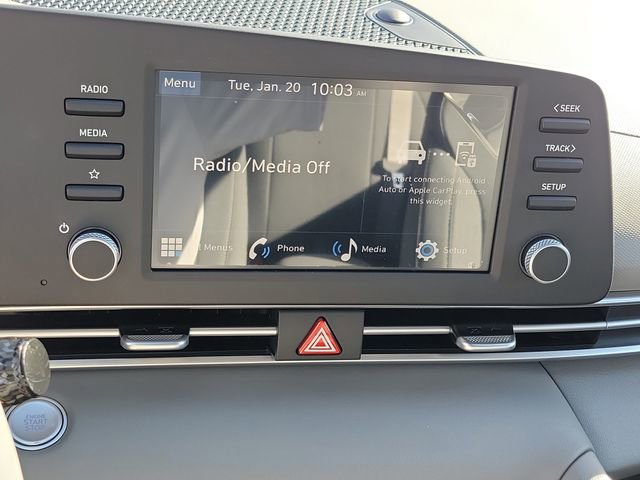 RADIO
MEDIA
Menu
Tue, Jan. 20 10:03 AM
Radio/Media Off
To start connecting Android
Auto or Apple CarPlay, press
this widget.
Menus
Phone
Media
Setup
SEEK
TRACK
SETUP
ENGINE
START
STOP